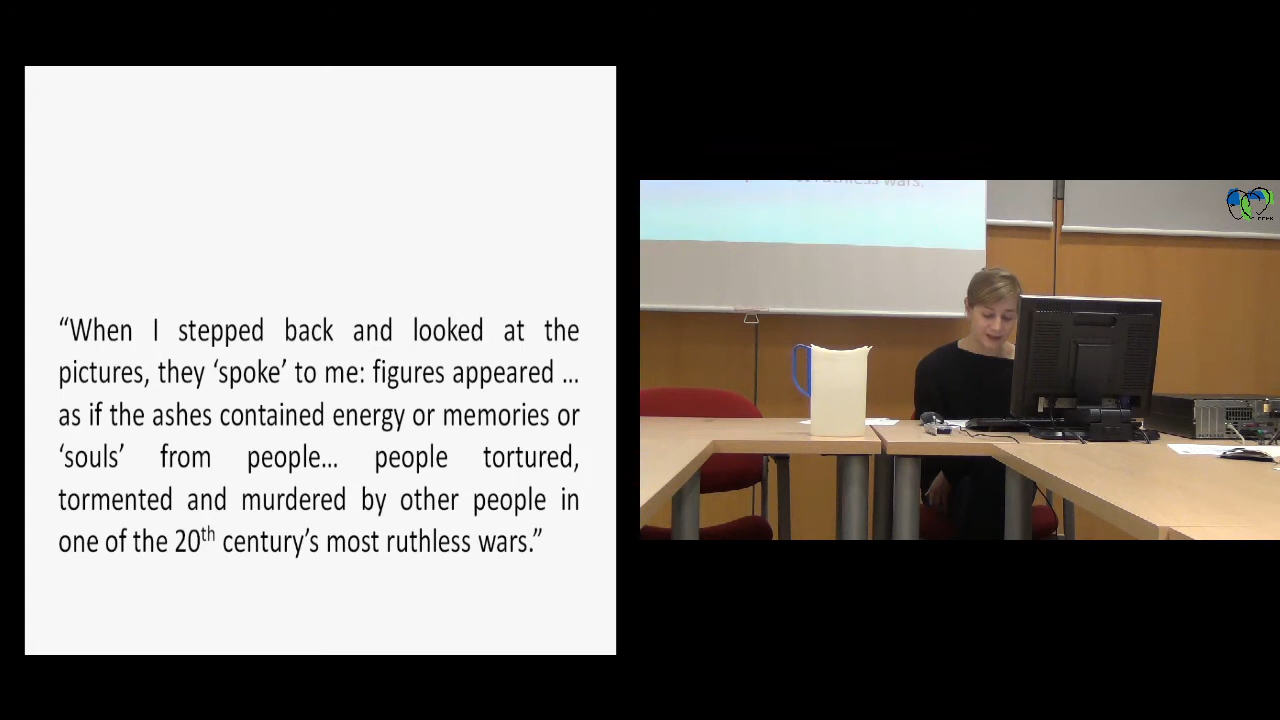 “When I stepped back and looked at the
pictures, they ‘spoke’ to me: figures appeared ...
as if the ashes contained energy or memories or
‘souls’ from people... people tortured,
tormented and murdered by other people in
one of the 20th century’s most ruthless wars.”
ruthless wars.